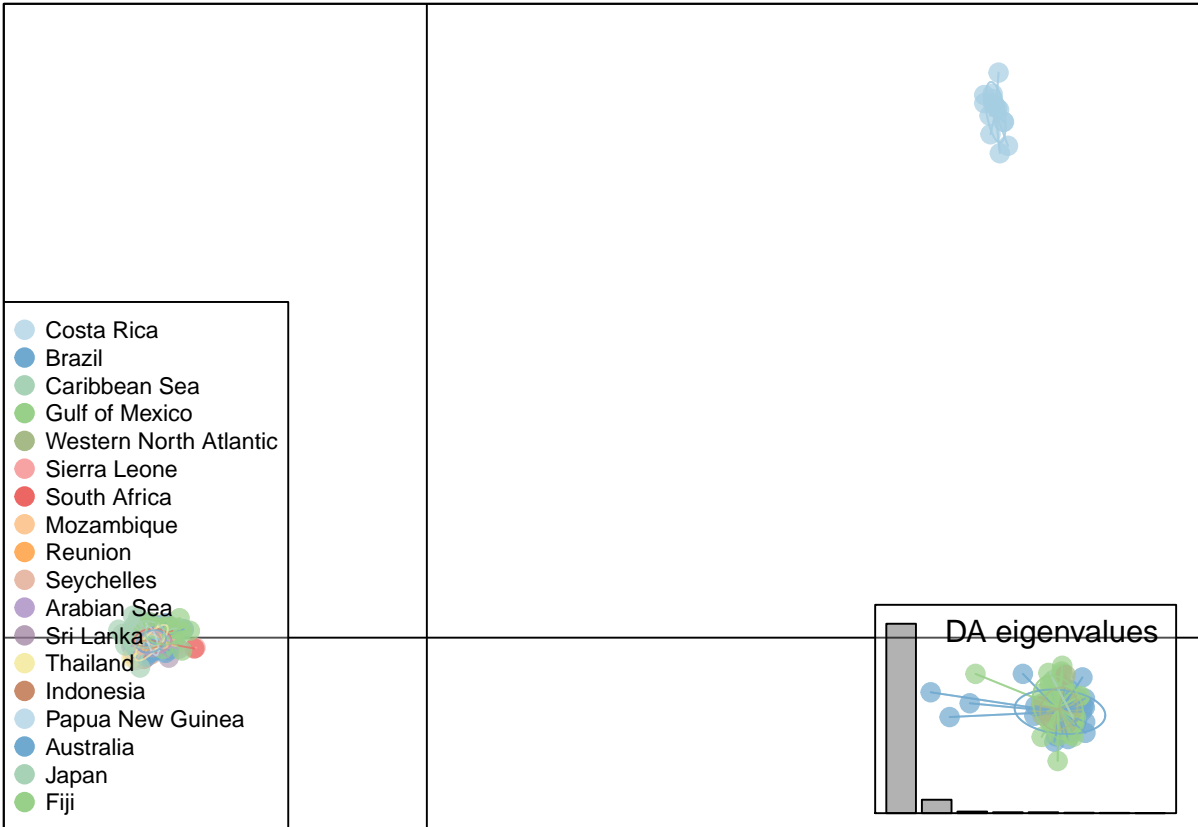 Costa Rica
Brazil
Caribbean Sea
Gulf of Mexico
Western North Atlantic
Sierra Leone
South Africa
Mozambique
Reunion
Seychelles
Arabian Sea
Sri Lanka
Thailand
Indonesia
Papua New Guinea
Australia
Japan
Fiji
DA eigenvalues